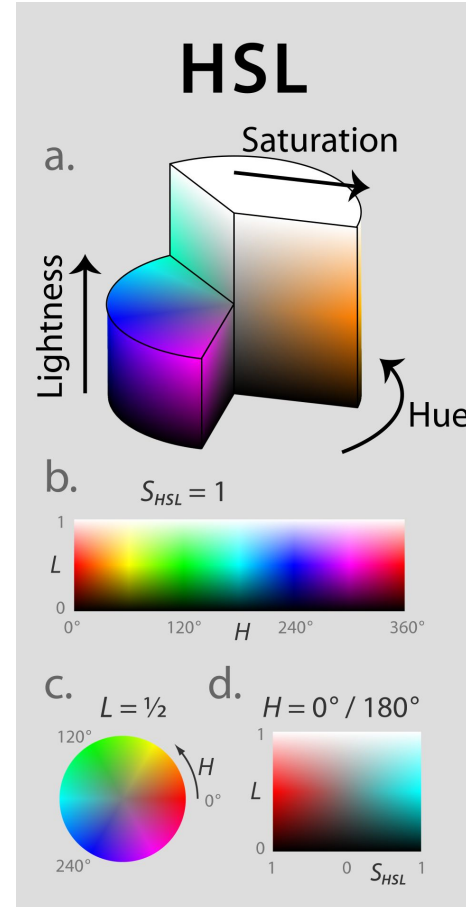 HSL
a.
Saturation
Lightness
Hue
b.
S_HSL = 1
1
L
0
0° 120° H 240° 360°
c.
d.
L = ½
H = 0° / 180°
120°
H
0°
240°
1
L
0
1 0 S_HSL 1